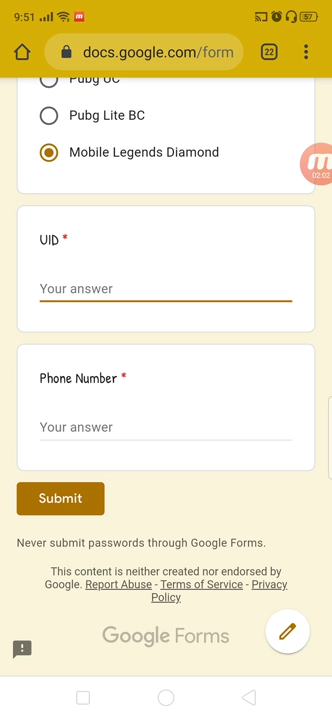 9:51
57
docs.google.com/form
22
Pubg UC
Pubg Lite BC
Mobile Legends Diamond
02:02
UID *
Your answer
Phone Number *
Your answer
Submit
Never submit passwords through Google Forms.
This content is neither created nor endorsed by
Google. Report Abuse - Terms of Service - Privacy
Policy
Google Forms